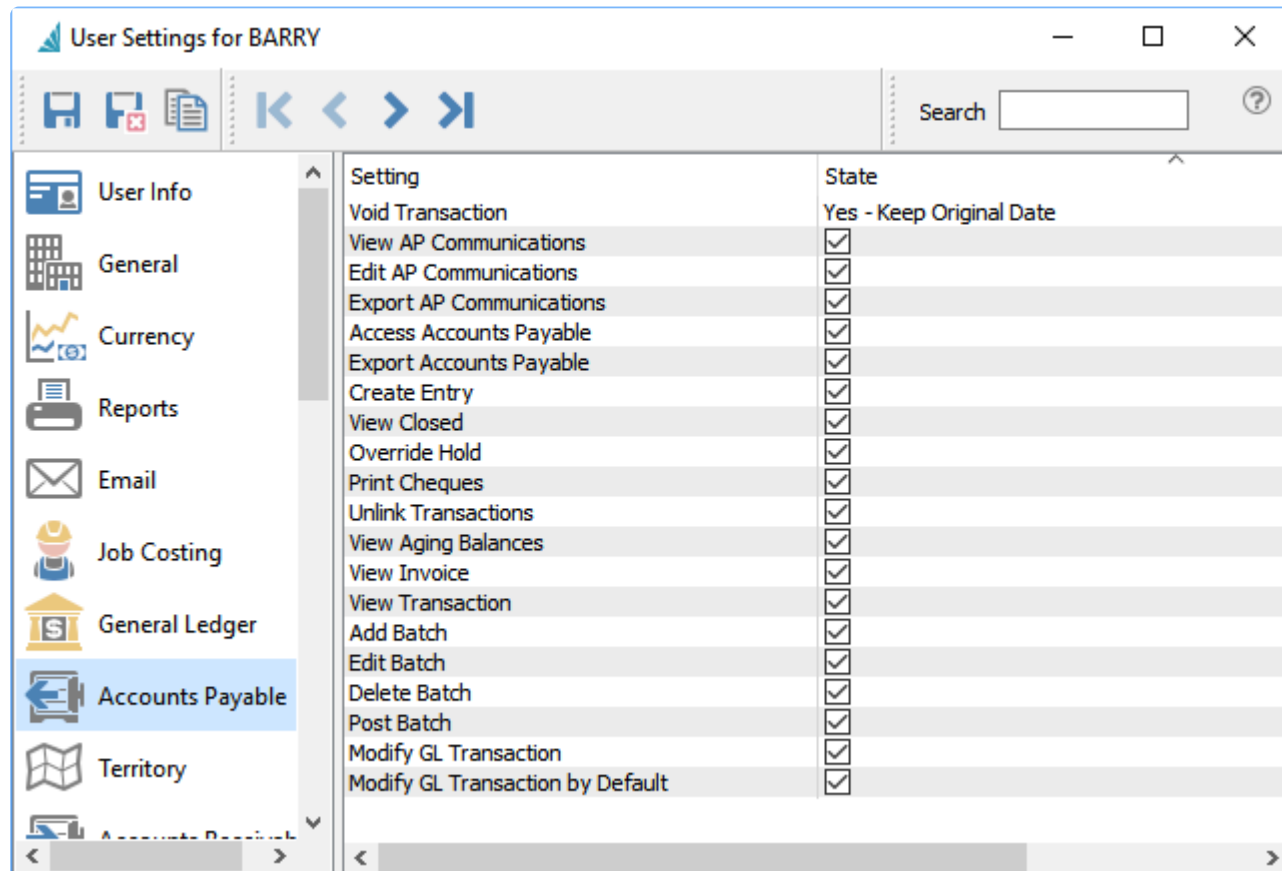 User Settings for BARRY
Search
User Info
General
Currency
Reports
Email
Job Costing
General Ledger
Accounts Payable
Territory
Setting State
Void Transaction Yes - Keep Original Date
View AP Communications
Edit AP Communications
Export AP Communications
Access Accounts Payable
Export Accounts Payable
Create Entry
View Closed
Override Hold
Print Cheques
Unlink Transactions
View Aging Balances
View Invoice
View Transaction
Add Batch
Edit Batch
Delete Batch
Post Batch
Modify GL Transaction
Modify GL Transaction by Default